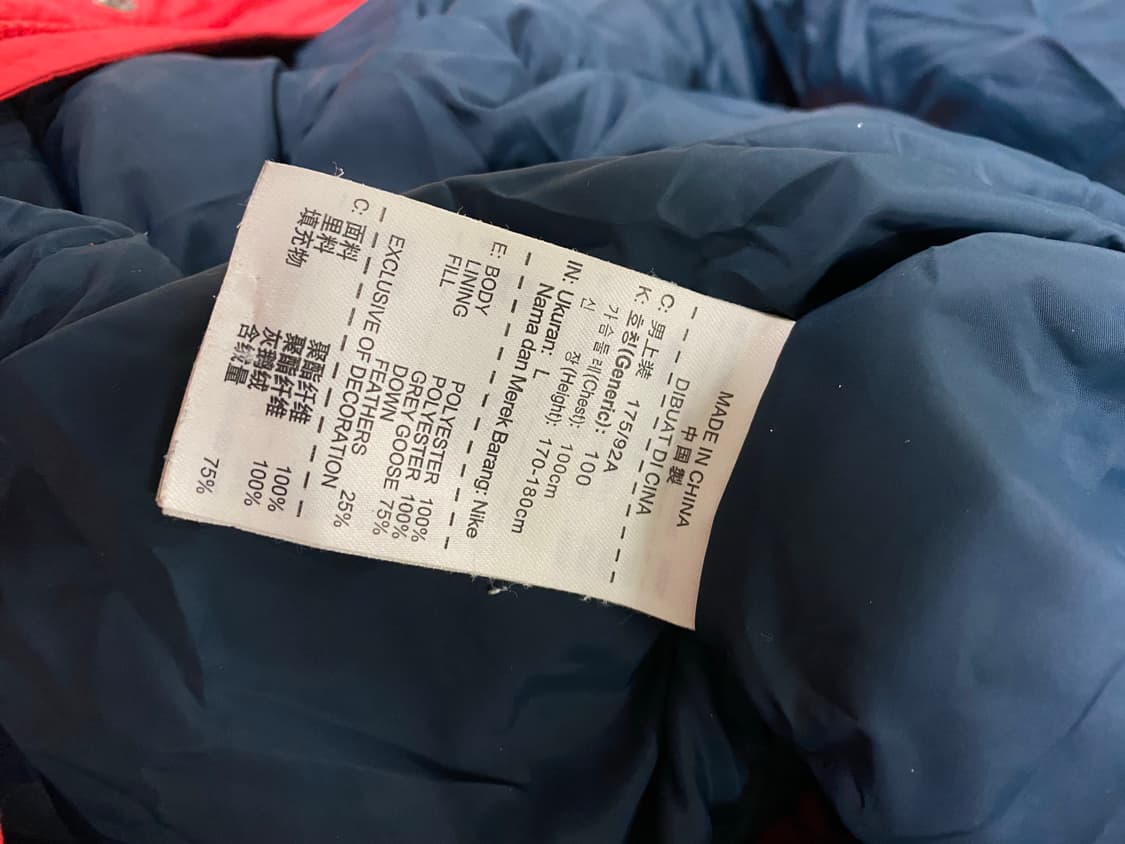 MADE IN CHINA
中国製
DIBUAT DI CINA
C: 男上装 175/92A
K: 호칭(Generic): 100
가슴둘레(Chest): 100cm
신 장(Height): 170-180cm
IN: Ukuran: L
Nama dan Merek Barang: Nike
E: BODY POLYESTER 100%
LINING POLYESTER 100%
FILL GREY GOOSE 75%
DOWN
FEATHERS 25%
EXCLUSIVE OF DECORATION
C: 面料 聚酯纤维 100%
里料 聚酯纤维 100%
填充物 灰鹅绒
含绒量 75%